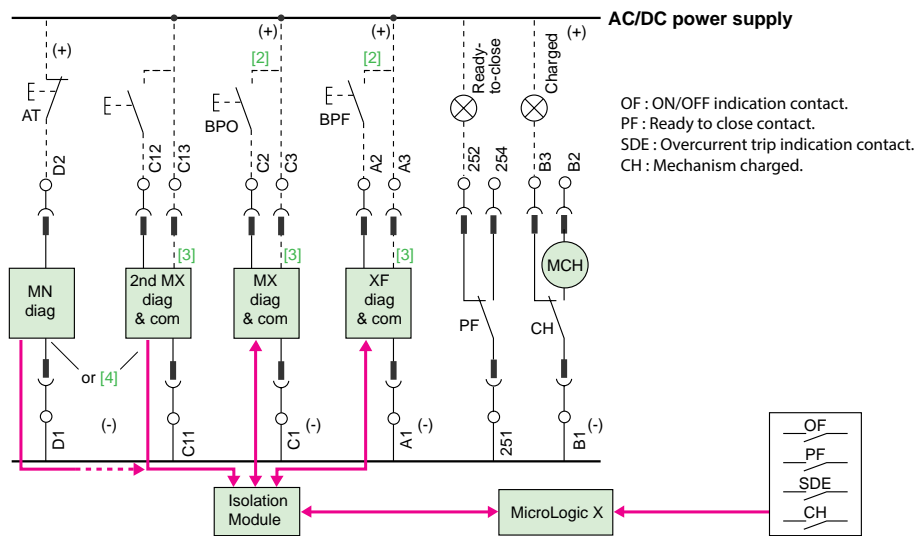 AC/DC power supply
(+)
(+)
(+)
(+)
[2]
[2]
Ready-
to-close
Charged
AT
BPO
BPF
OF : ON/OFF indication contact.
PF : Ready to close contact.
SDE : Overcurrent trip indication contact.
CH : Mechanism charged.
D2
C12
C13
C2
C3
A2
A3
252
254
B3
B2
[3]
[3]
[3]
MN
diag
2nd MX
diag
& com
MX
diag
& com
XF
diag
& com
MCH
PF
CH
or [4]
D1
(-)
C11
C1
(-)
A1
(-)
251
B1
(-)
OF
PF
SDE
CH
Isolation
Module
MicroLogic X